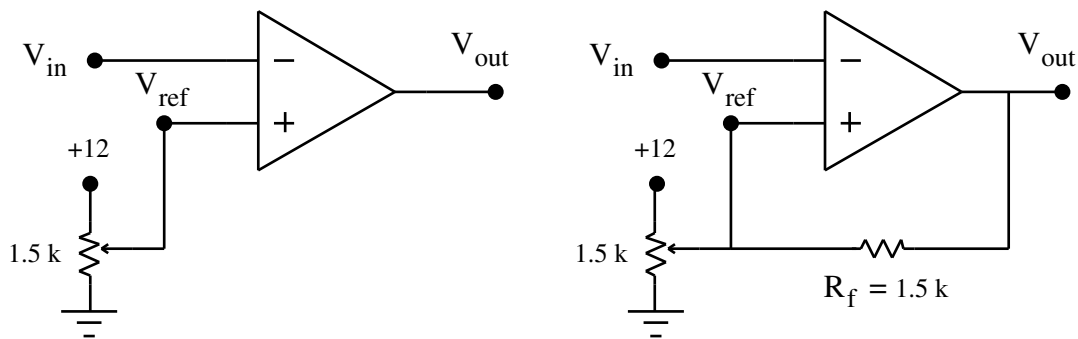 V_in
V_ref
V_out
−
+
+12
1.5 k
V_in
V_ref
V_out
−
+
+12
1.5 k
R_f = 1.5 k